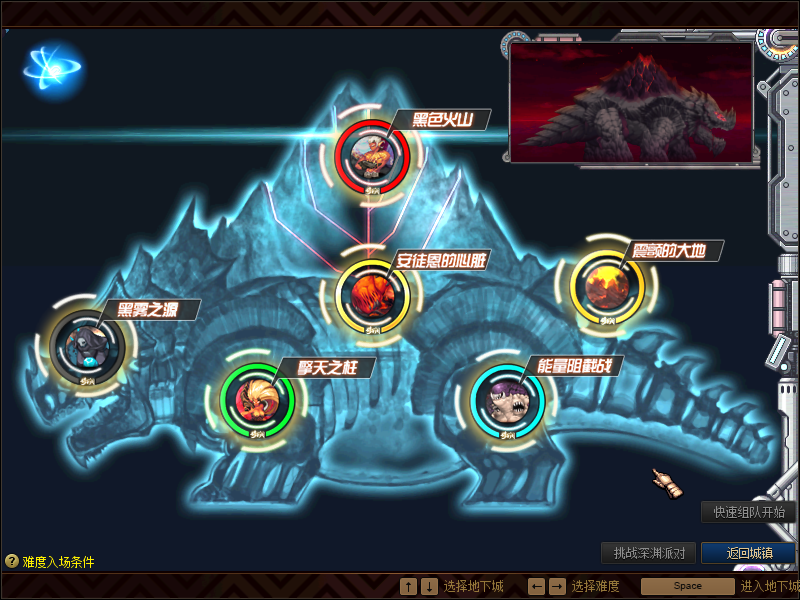 黑色火山
安徒恩的心脏
震颤的大地
黑雾之源
擎天之柱
能量阻截战
快速组队开始
挑战深渊派对
返回城镇
? 难度入场条件
↑ ↓ 选择地下城 ← → 选择难度 Space 进入地下城